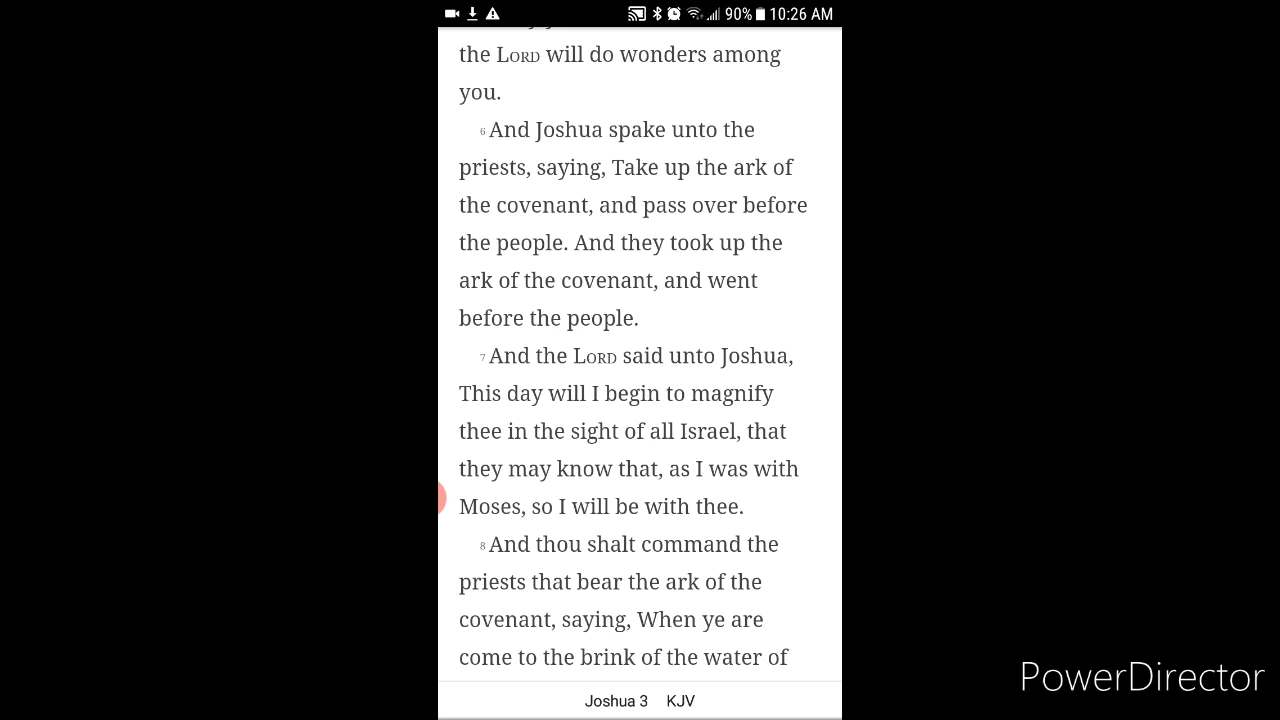 90% 10:26 AM
the LORD will do wonders among
you.
6 And Joshua spake unto the
priests, saying, Take up the ark of
the covenant, and pass over before
the people. And they took up the
ark of the covenant, and went
before the people.
7 And the LORD said unto Joshua,
This day will I begin to magnify
thee in the sight of all Israel, that
they may know that, as I was with
Moses, so I will be with thee.
8 And thou shalt command the
priests that bear the ark of the
covenant, saying, When ye are
come to the brink of the water of
Joshua 3 KJV
PowerDirector